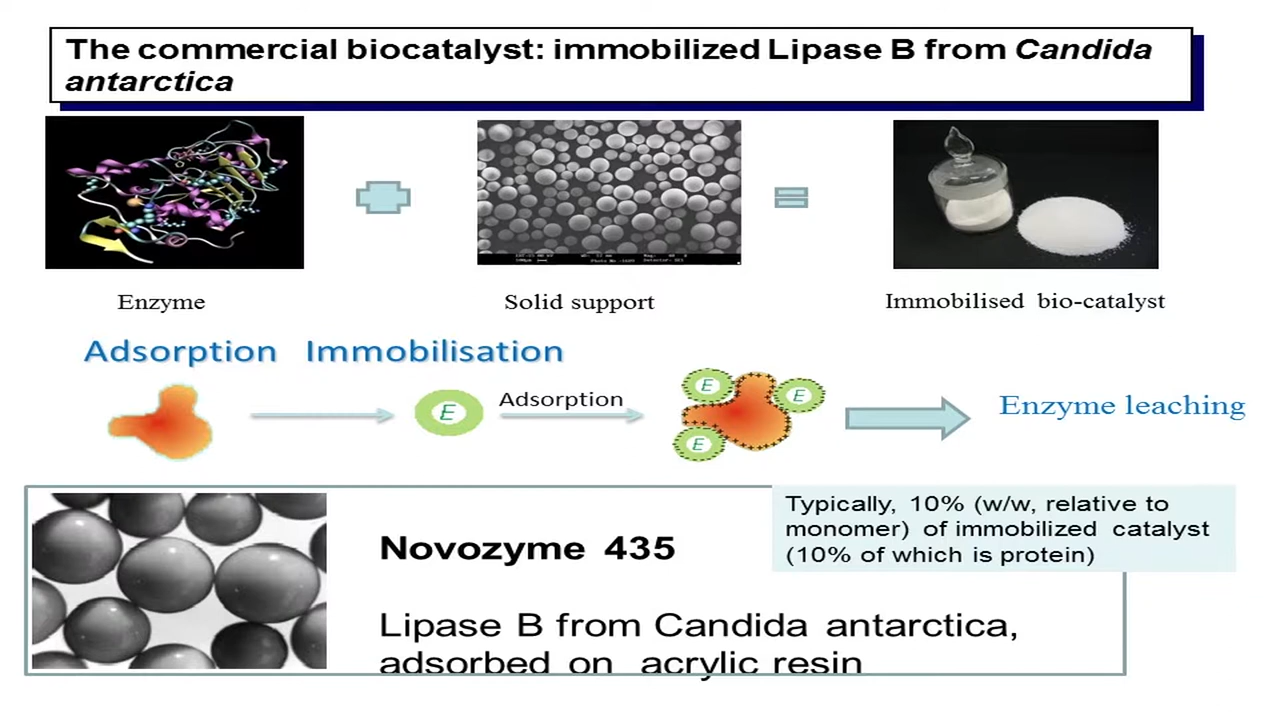 The commercial biocatalyst: immobilized Lipase B from Candida
antarctica
Enzyme
Solid support
Immobilised bio-catalyst
Adsorption Immobilisation
E
Adsorption
E
E
E
Enzyme leaching
Typically, 10% (w/w, relative to
monomer) of immobilized catalyst
(10% of which is protein)
Novozyme 435
Lipase B from Candida antarctica,
adsorbed on acrylic resin